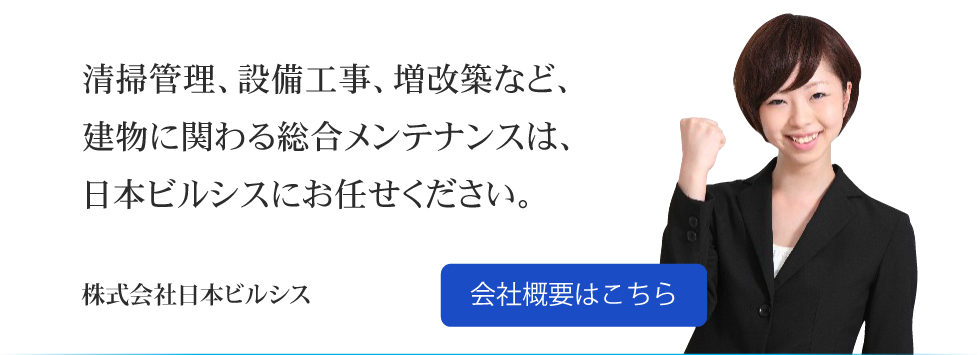 清掃管理、設備工事、増改築など、
建物に関わる総合メンテナンスは、
日本ビルシスにお任せください。
株式会社日本ビルシス
会社概要はこちら